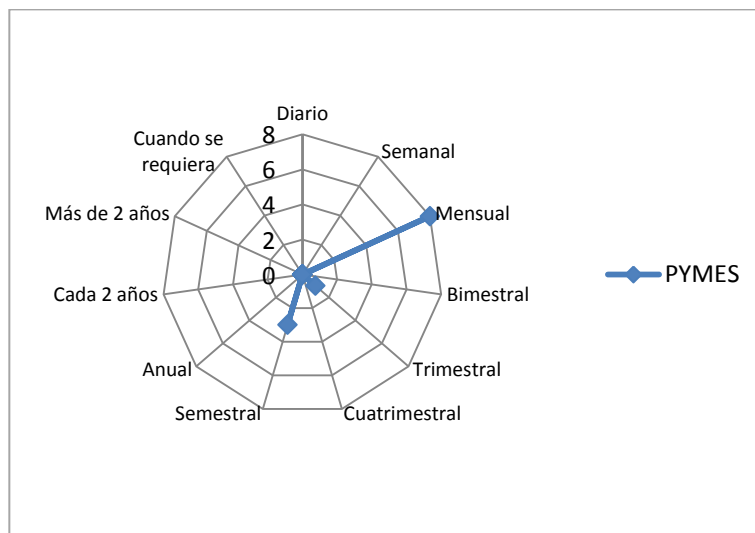 Diario
8
Cuando se
requiera
Semanal
6
Más de 2 años
Mensual
4
2
0
Cada 2 años
Bimestral
PYMES
Anual
Trimestral
Semestral
Cuatrimestral